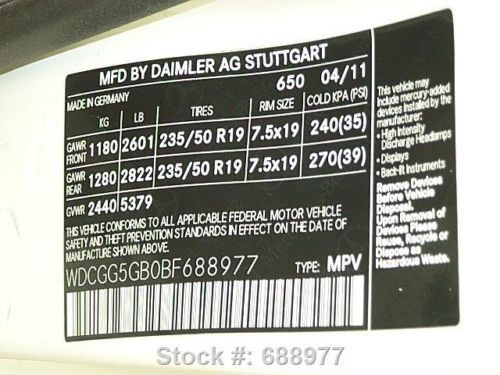 MFD BY DAIMLER AG STUTTGART
MADE IN GERMANY 650 04/11
KG LB TIRES RIM SIZE COLD KPA (PSI)
GAWR FRONT 1180 2601 235/50 R19 7.5x19 240(35)
GAWR REAR 1280 2822 235/50 R19 7.5x19 270(39)
GVWR 2440 5379
THIS VEHICLE CONFORMS TO ALL APPLICABLE FEDERAL MOTOR VEHICLE
SAFETY AND THEFT PREVENTION STANDARDS IN EFFECT ON THE DATE OF
MANUFACTURE SHOWN ABOVE.
WDCGG5GB0BF688977 TYPE: MPV
This vehicle may
include mercury-added
devices installed by the
manufacturer:
• High Intensity
Discharge Headlamps
• Displays
• Back-lit Instruments
Remove Devices
Before Vehicle
Disposal.
Upon Removal of
Devices Please
Reuse, Recycle or
Dispose as
Hazardous Waste.
Stock #: 688977